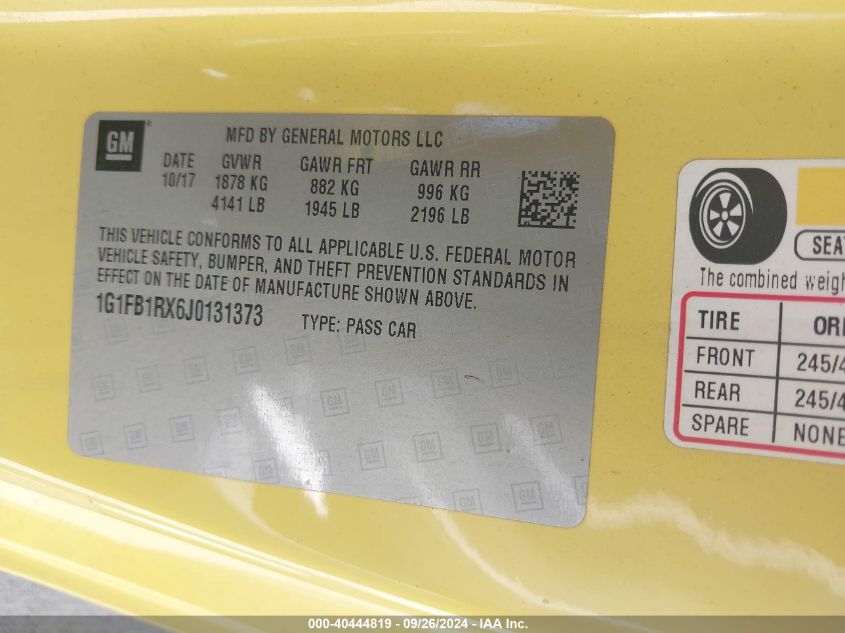 GM
MFD BY GENERAL MOTORS LLC
DATE GVWR GAWR FRT GAWR RR
10/17 1878 KG 882 KG 996 KG
4141 LB 1945 LB 2196 LB
THIS VEHICLE CONFORMS TO ALL APPLICABLE U.S. FEDERAL MOTOR
VEHICLE SAFETY, BUMPER, AND THEFT PREVENTION STANDARDS IN
EFFECT ON THE DATE OF MANUFACTURE SHOWN ABOVE.
1G1FB1RX6J0131373 TYPE: PASS CAR
SEAT
The combined weigh
TIRE ORI
FRONT 245/4
REAR 245/4
SPARE NONE
000-40444819 - 09/26/2024 - IAA Inc.